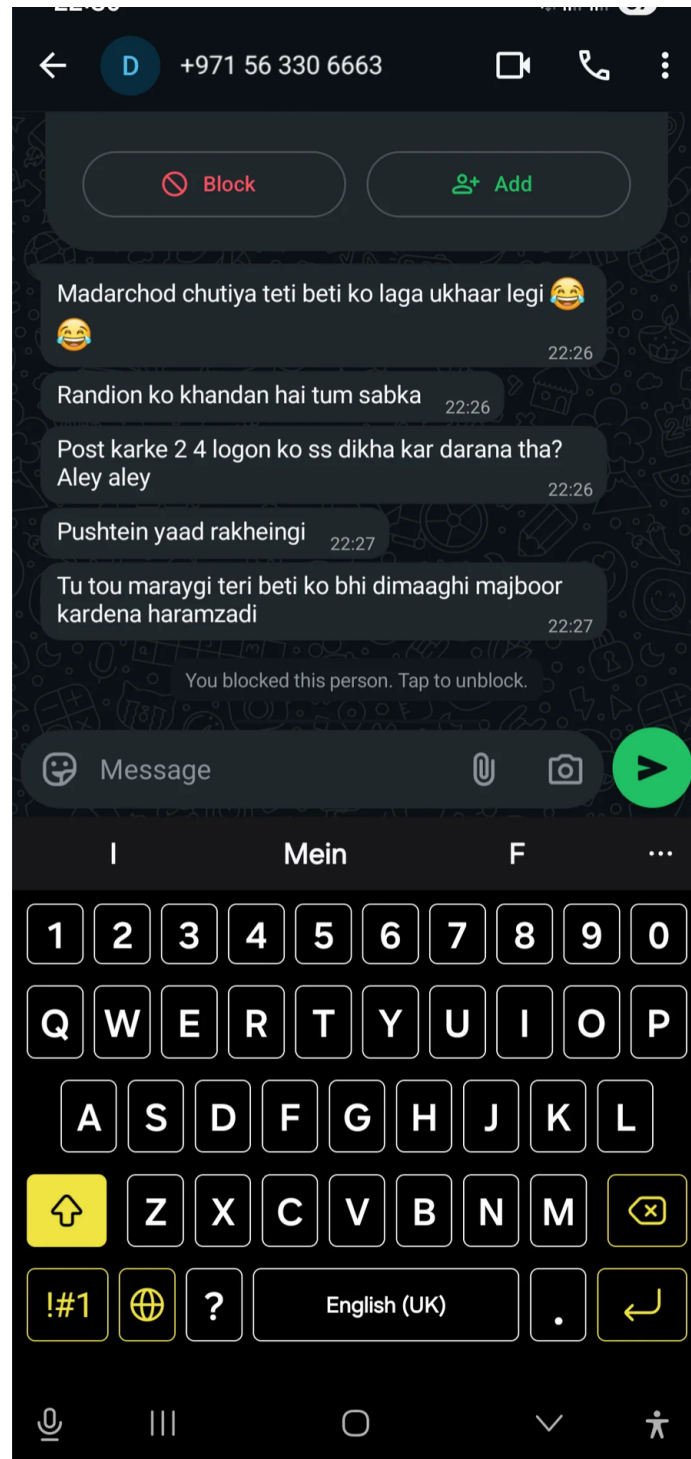 +971 56 330 6663
Block
Add
Madarchod chutiya teti beti ko laga ukhaar legi 😂
😂
22:26
Randion ko khandan hai tum sabka
22:26
Post karke 2 4 logon ko ss dikha kar darana tha?
Aley aley
22:26
Pushtein yaad rakheingi
22:27
Tu tou maraygi teri beti ko bhi dimaaghi majboor
kardena haramzadi
22:27
You blocked this person. Tap to unblock.
Message
I Mein F ...
1 2 3 4 5 6 7 8 9 0
Q W E R T Y U I O P
A S D F G H J K L
Z X C V B N M
!#1 ? English (UK) .